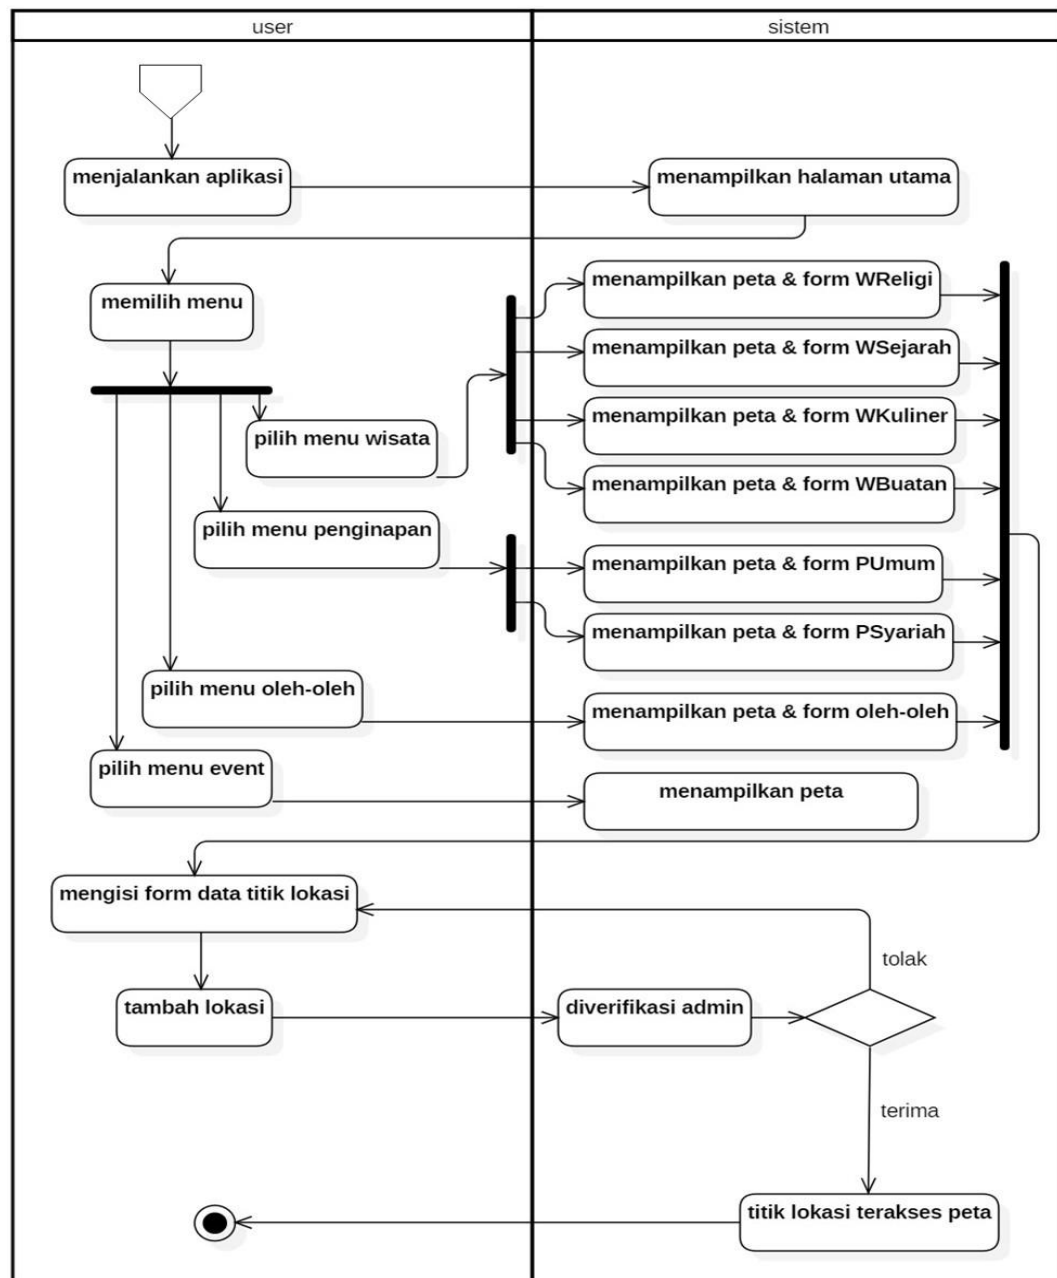 user
sistem
menjalankan aplikasi
menampilkan halaman utama
memilih menu
menampilkan peta & form WReligi
menampilkan peta & form WSejarah
menampilkan peta & form WKuliner
pilih menu wisata
menampilkan peta & form WBuatan
pilih menu penginapan
menampilkan peta & form PUmum
menampilkan peta & form PSyariah
pilih menu oleh-oleh
menampilkan peta & form oleh-oleh
pilih menu event
menampilkan peta
mengisi form data titik lokasi
tolak
tambah lokasi
diverifikasi admin
terima
titik lokasi terakses peta